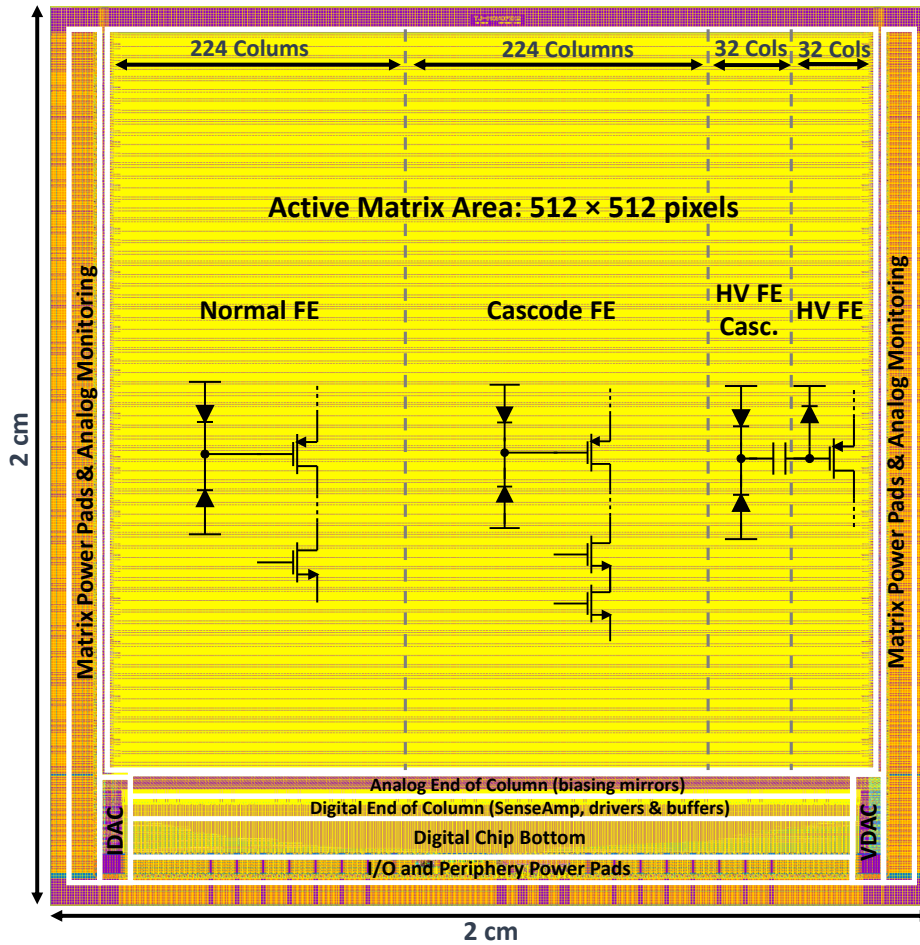 TJ-MONOPIX2
224 Colums
224 Columns
32 Cols
32 Cols
Active Matrix Area: 512 × 512 pixels
Normal FE
Cascode FE
HV FE
Casc.
HV FE
Matrix Power Pads & Analog Monitoring
Matrix Power Pads & Analog Monitoring
2 cm
Analog End of Column (biasing mirrors)
Digital End of Column (SenseAmp, drivers & buffers)
Digital Chip Bottom
I/O and Periphery Power Pads
IDAC
VDAC
2 cm